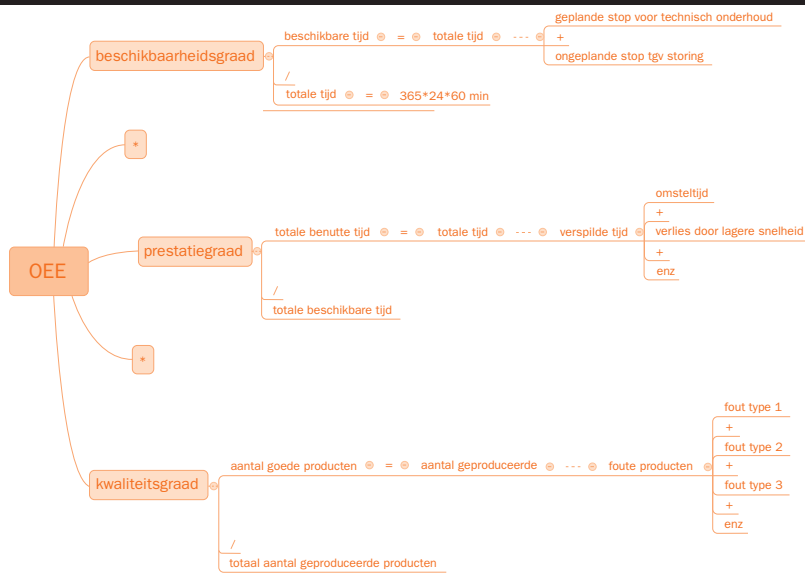 geplande stop voor technisch onderhoud
beschikbare tijd = totale tijd --- +
beschikbaarheidsgraad
ongeplande stop tgv storing
/
totale tijd = 365*24*60 min
*
omsteltijd
+
totale benutte tijd = totale tijd --- verspilde tijd verlies door lagere snelheid
prestatiegraad
+
OEE
enz
/
totale beschikbare tijd
*
fout type 1
+
fout type 2
aantal goede producten = aantal geproduceerde --- foute producten +
kwaliteitsgraad
fout type 3
+
enz
/
totaal aantal geproduceerde producten